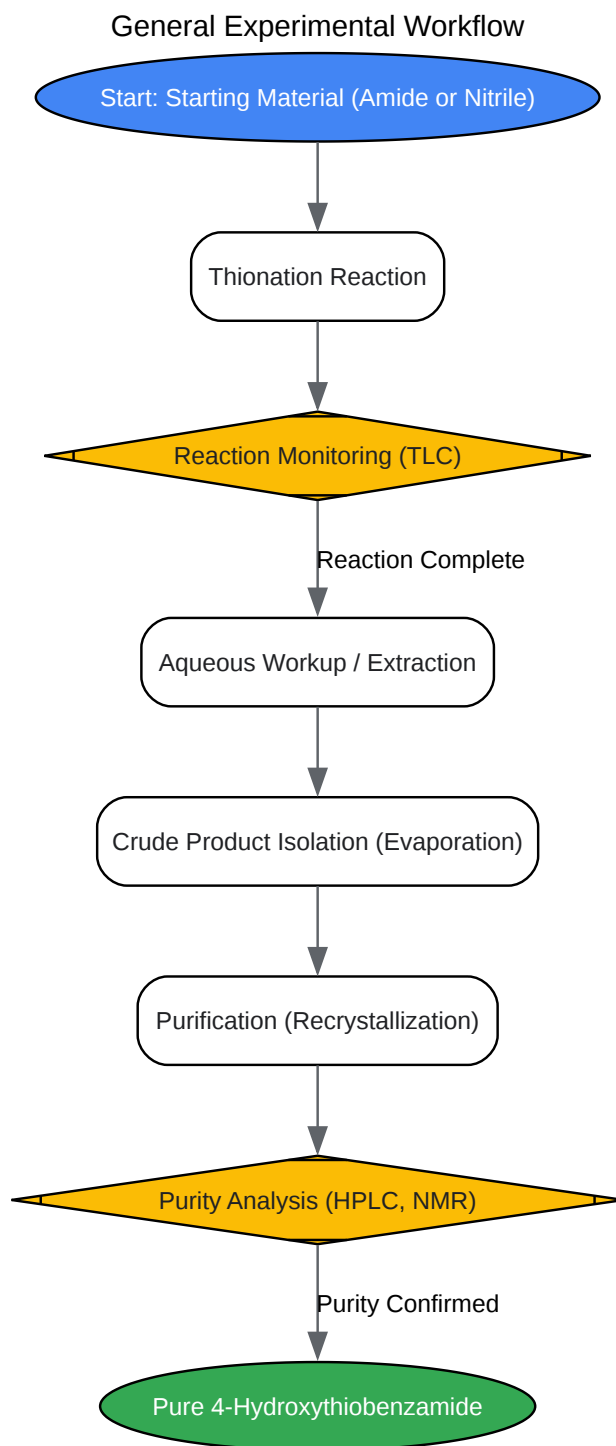 General Experimental Workflow
Start: Starting Material (Amide or Nitrile)
Thionation Reaction
Reaction Monitoring (TLC)
Reaction Complete
Aqueous Workup / Extraction
Crude Product Isolation (Evaporation)
Purification (Recrystallization)
Purity Analysis (HPLC, NMR)
Purity Confirmed
Pure 4-Hydroxythiobenzamide